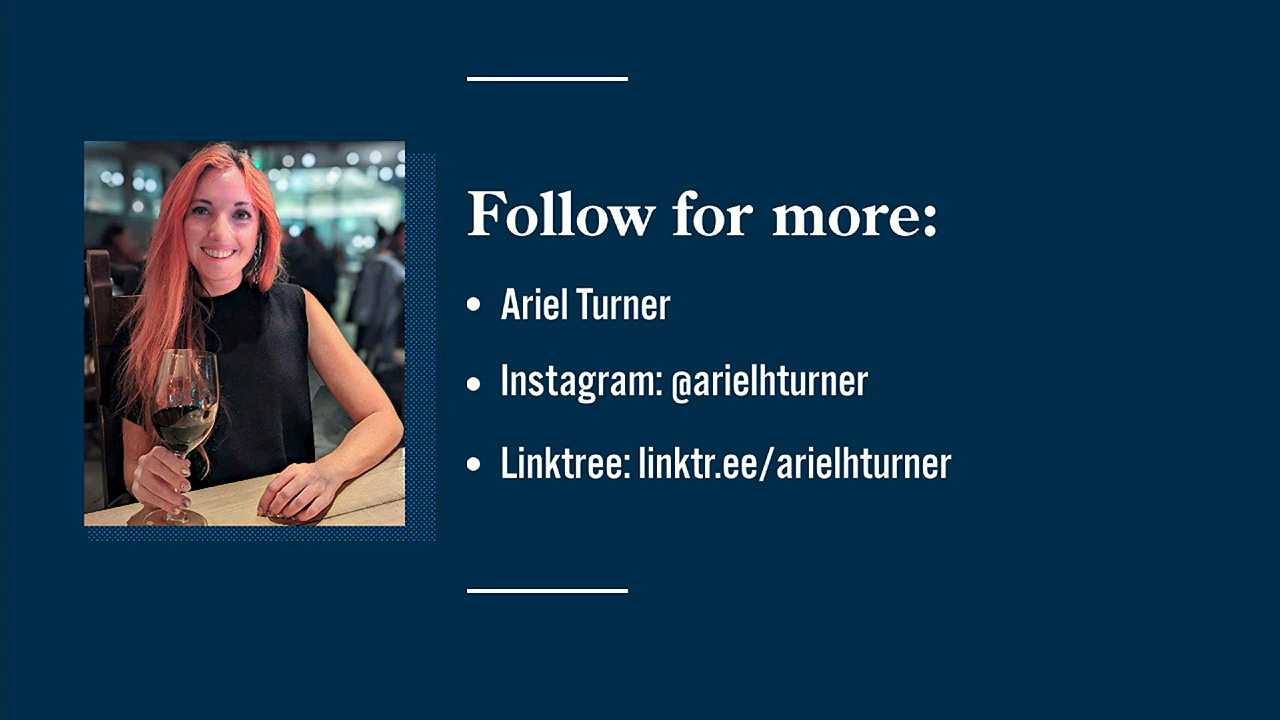 Follow for more:
• Ariel Turner
• Instagram: @arielhturner
• Linktree: linktr.ee/arielhturner